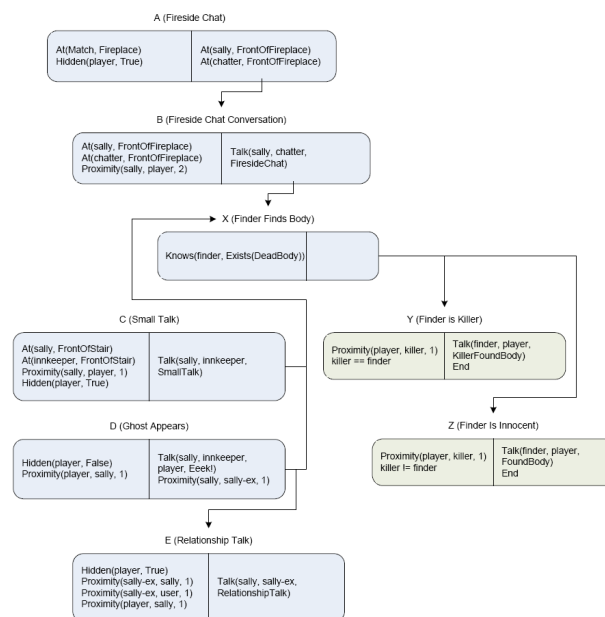 A (Fireside Chat)
At(Match, Fireplace)
Hidden(player, True)
At(sally, FrontOfFireplace)
At(chatter, FrontOfFireplace)
B (Fireside Chat Conversation)
At(sally, FrontOfFireplace)
At(chatter, FrontOfFireplace)
Proximity(sally, player, 2)
Talk(sally, chatter,
FiresideChat)
X (Finder Finds Body)
Knows(finder, Exists(DeadBody))
C (Small Talk)
At(sally, FrontOfStair)
At(innkeeper, FrontOfStair)
Proximity(sally, player, 1)
Hidden(player, True)
Talk(sally, innkeeper,
SmallTalk)
Y (Finder is Killer)
Proximity(player, killer, 1)
killer == finder
Talk(finder, player,
KillerFoundBody)
End
D (Ghost Appears)
Hidden(player, False)
Proximity(player, sally, 1)
Talk(sally, innkeeper,
player, Eeek!)
Proximity(sally, sally-ex, 1)
Z (Finder Is Innocent)
Proximity(player, killer, 1)
killer != finder
Talk(finder, player,
FoundBody)
End
E (Relationship Talk)
Hidden(player, True)
Proximity(sally-ex, sally, 1)
Proximity(sally-ex, user, 1)
Proximity(player, sally, 1)
Talk(sally, sally-ex,
RelationshipTalk)